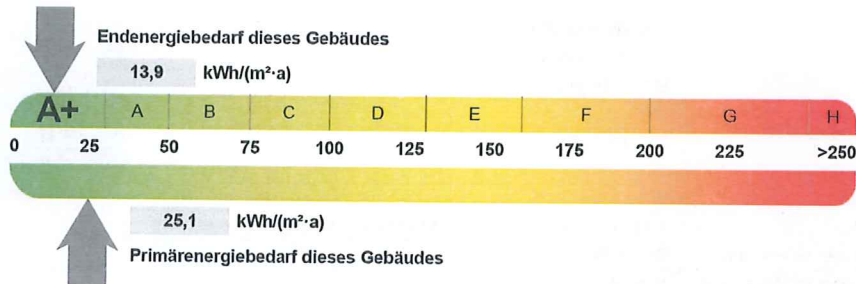 Endenergiebedarf dieses Gebäudes
13,9 kWh/(m²·a)
A+ A B C D E F G H
0 25 50 75 100 125 150 175 200 225 >250
25,1 kWh/(m²·a)
Primärenergiebedarf dieses Gebäudes